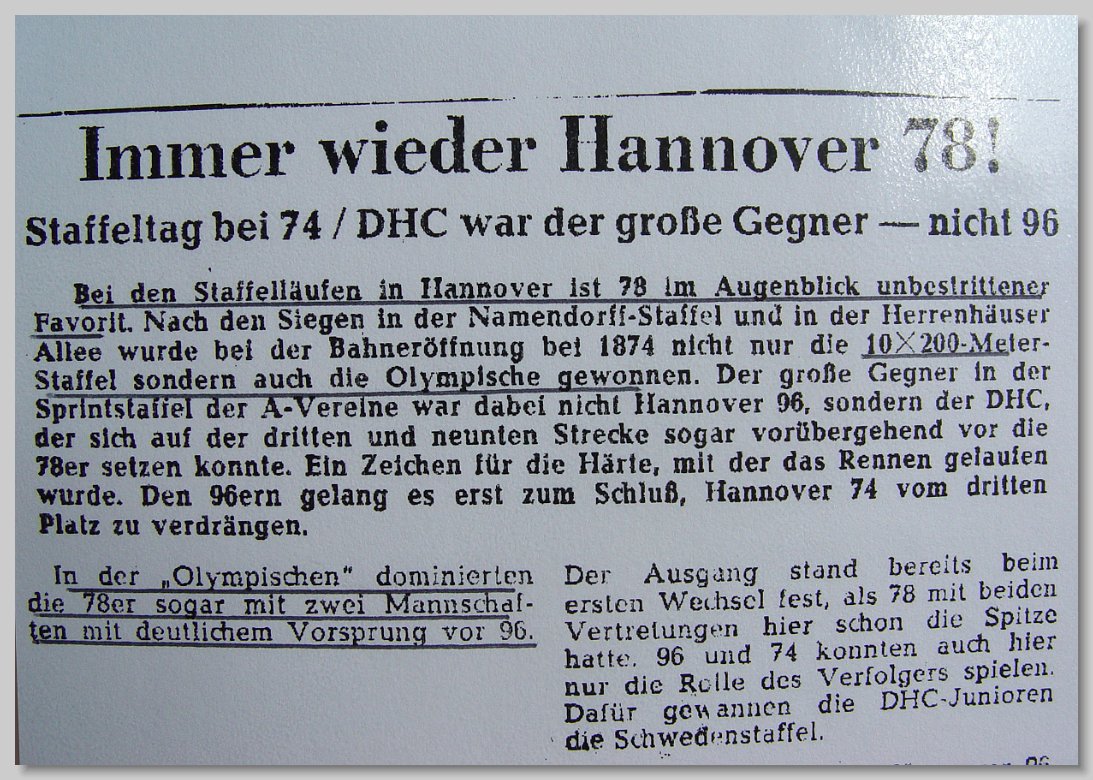 Immer wieder Hannover 78!
Staffeltag bei 74 / DHC war der große Gegner — nicht 96
Bei den Staffelläufen in Hannover ist 78 im Augenblick unbestrittener
Favorit. Nach den Siegen in der Namendorff-Staffel und in der Herrenhäuser
Allee wurde bei der Bahneröffnung bei 1874 nicht nur die 10×200-Meter-
Staffel sondern auch die Olympische gewonnen. Der große Gegner in der
Sprintstaffel der A-Vereine war dabei nicht Hannover 96, sondern der DHC,
der sich auf der dritten und neunten Strecke sogar vorübergehend vor die
78er setzen konnte. Ein Zeichen für die Härte, mit der das Rennen gelaufen
wurde. Den 96ern gelang es erst zum Schluß, Hannover 74 vom dritten
Platz zu verdrängen.
In der „Olympischen" dominierten
die 78er sogar mit zwei Mannschaf-
ten mit deutlichem Vorsprung vor 96.
Der Ausgang stand bereits beim
ersten Wechsel fest, als 78 mit beiden
Vertretungen hier schon die Spitze
hatte. 96 und 74 konnten auch hier
nur die Rolle des Verfolgers spielen.
Dafür gewannen die DHC-Junioren
die Schwedenstaffel.